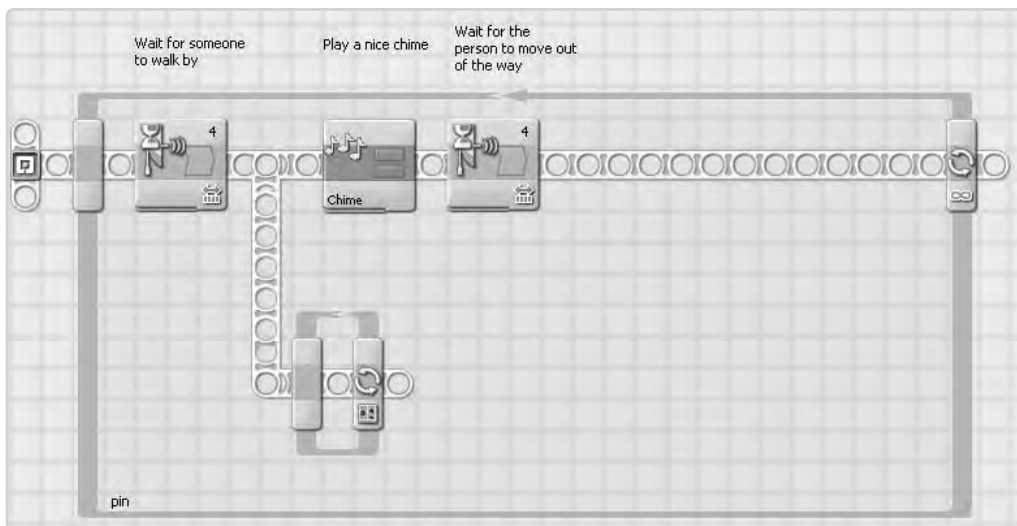 Wait for someone
to walk by
Play a nice chime
Wait for the
person to move out
of the way
4
4
Chime
pin